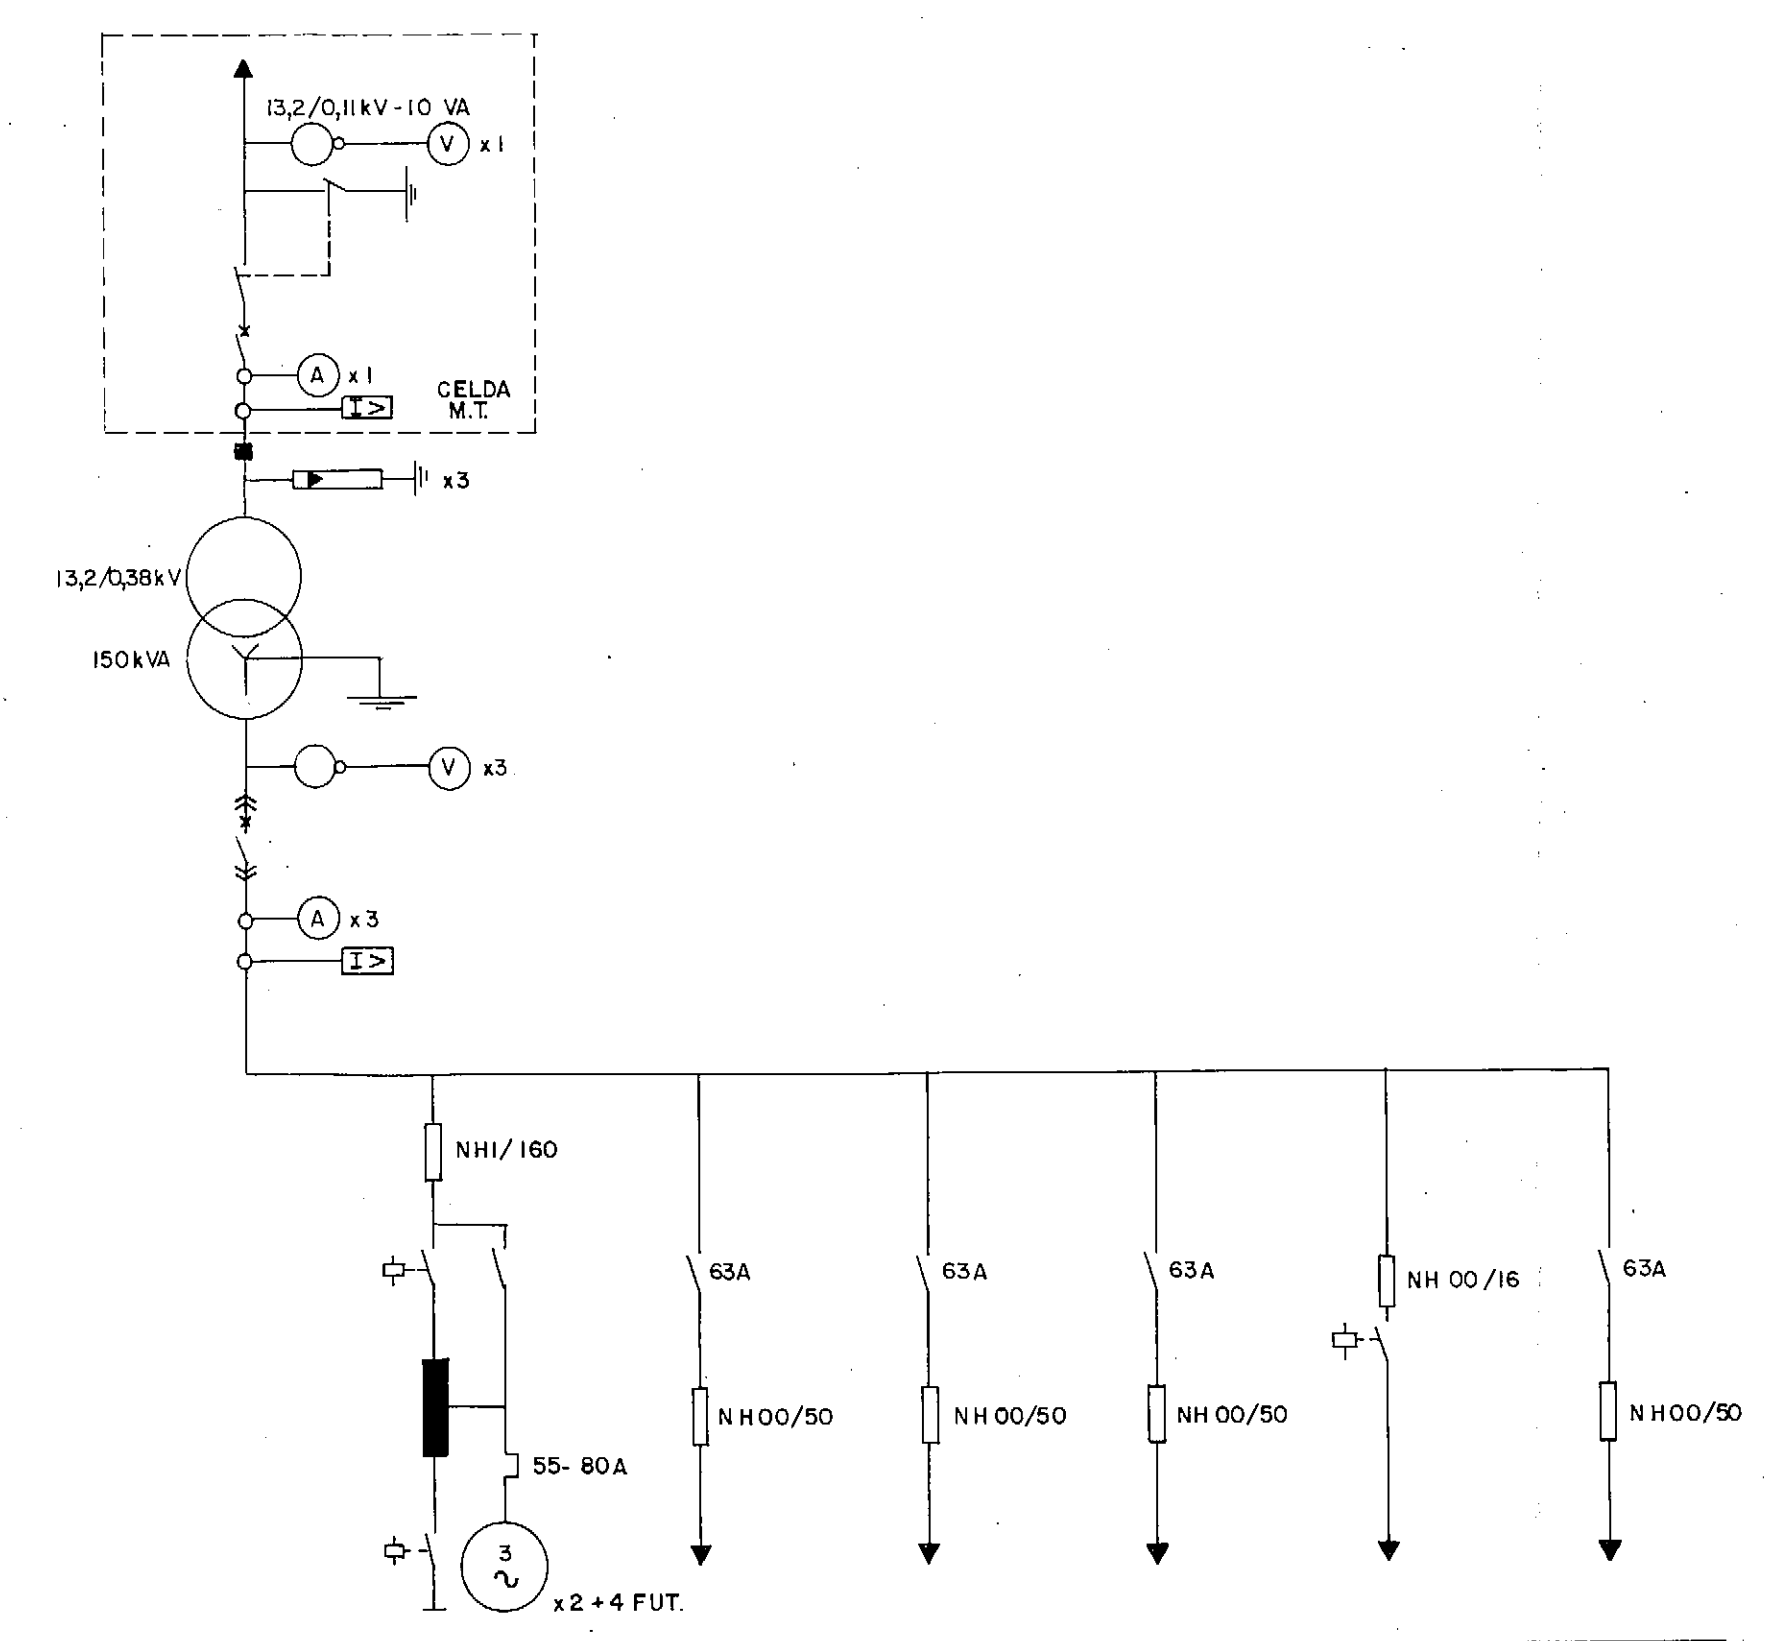 13,2/0,11kV-10 VA
V x1
A x1
I>
CELDA
M.T.
x3
13,2/0,38kV
150kVA
V x3
A x3
I>
NH1/160
63A
63A
63A
NH 00/16
63A
NH00/50
NH00/50
NH00/50
NH00/50
55-80A
3
x2+4 FUT.